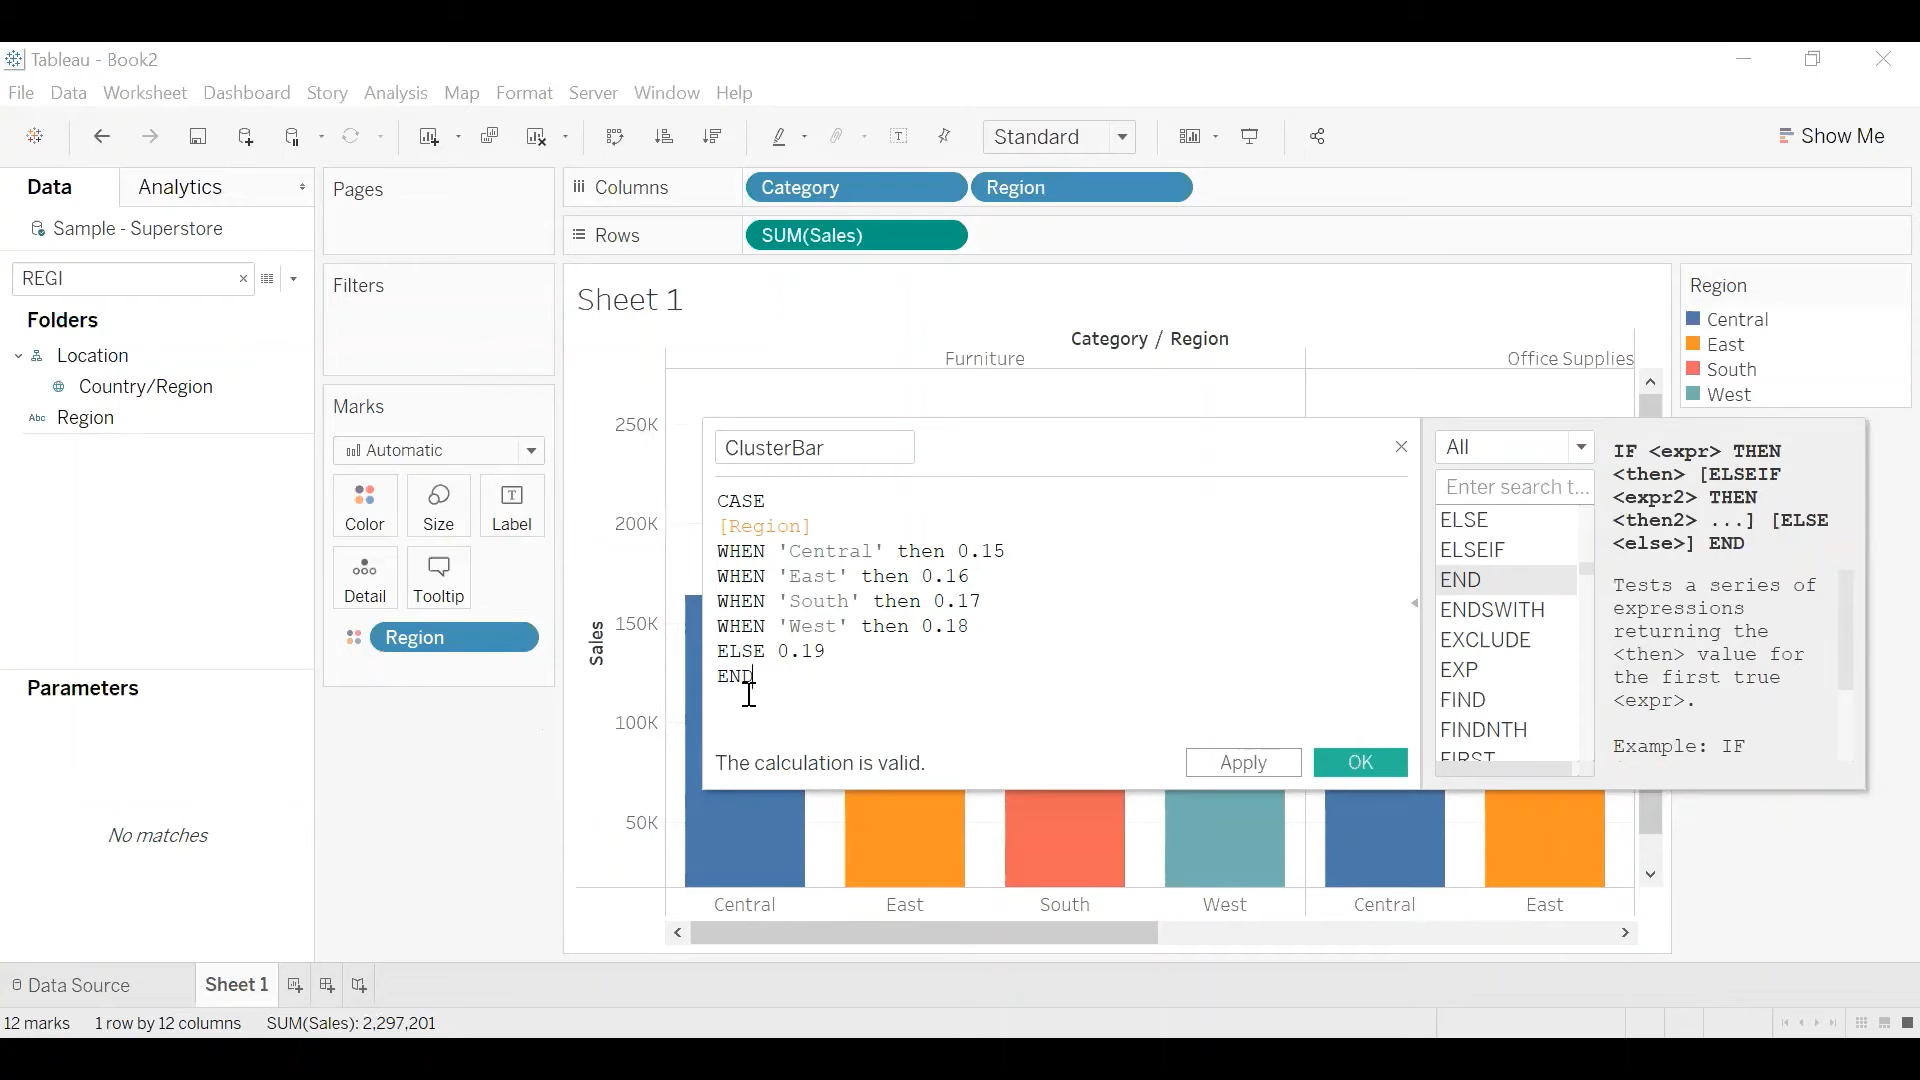 Tableau - Book2
File Data Worksheet Dashboard Story Analysis Map Format Server Window Help
Standard
Show Me
Data
Analytics
Sample - Superstore
REGI
Folders
Location
Country/Region
Abc Region
Parameters
No matches
Pages
Filters
Marks
Automatic
Color
Size
Label
Detail
Tooltip
Region
Columns
Category
Region
Rows
SUM(Sales)
Sheet 1
Category / Region
Furniture
Office Supplies
Sales
250K
200K
150K
100K
50K
Central
East
South
West
Central
East
ClusterBar
CASE
[Region]
WHEN 'Central' then 0.15
WHEN 'East' then 0.16
WHEN 'South' then 0.17
WHEN 'West' then 0.18
ELSE 0.19
END
The calculation is valid.
Apply
OK
All
Enter search t...
ELSE
ELSEIF
END
ENDSWITH
EXCLUDE
EXP
FIND
FINDNTH
FIRST
IF <expr> THEN
<then> [ELSEIF
<expr2> THEN
<then2> ...] [ELSE
<else>] END
Tests a series of
expressions
returning the
<then> value for
the first true
<expr>.
Example: IF
Region
Central
East
South
West
Data Source
Sheet 1
12 marks
1 row by 12 columns
SUM(Sales): 2,297,201